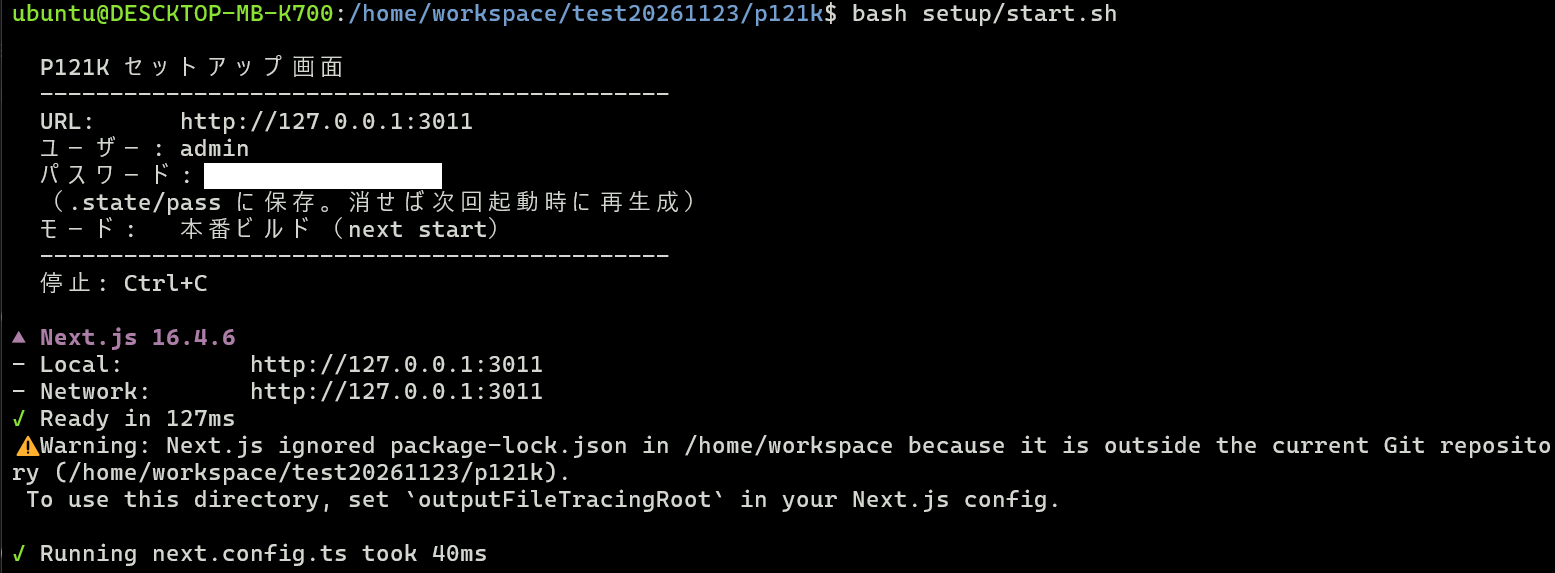 ubuntu@DESCKTOP-MB-K700:/home/workspace/test20261123/p121k$ bash setup/start.sh
P121K セットアップ画面
---------------------------------------------
URL: http://127.0.0.1:3011
ユーザー: admin
パスワード:
（.state/pass に保存。消せば次回起動時に再生成）
モード: 本番ビルド（next start）
---------------------------------------------
停止: Ctrl+C
▲ Next.js 16.4.6
- Local: http://127.0.0.1:3011
- Network: http://127.0.0.1:3011
✓ Ready in 127ms
⚠Warning: Next.js ignored package-lock.json in /home/workspace because it is outside the current Git reposito
ry (/home/workspace/test20261123/p121k).
To use this directory, set `outputFileTracingRoot` in your Next.js config.
✓ Running next.config.ts took 40ms